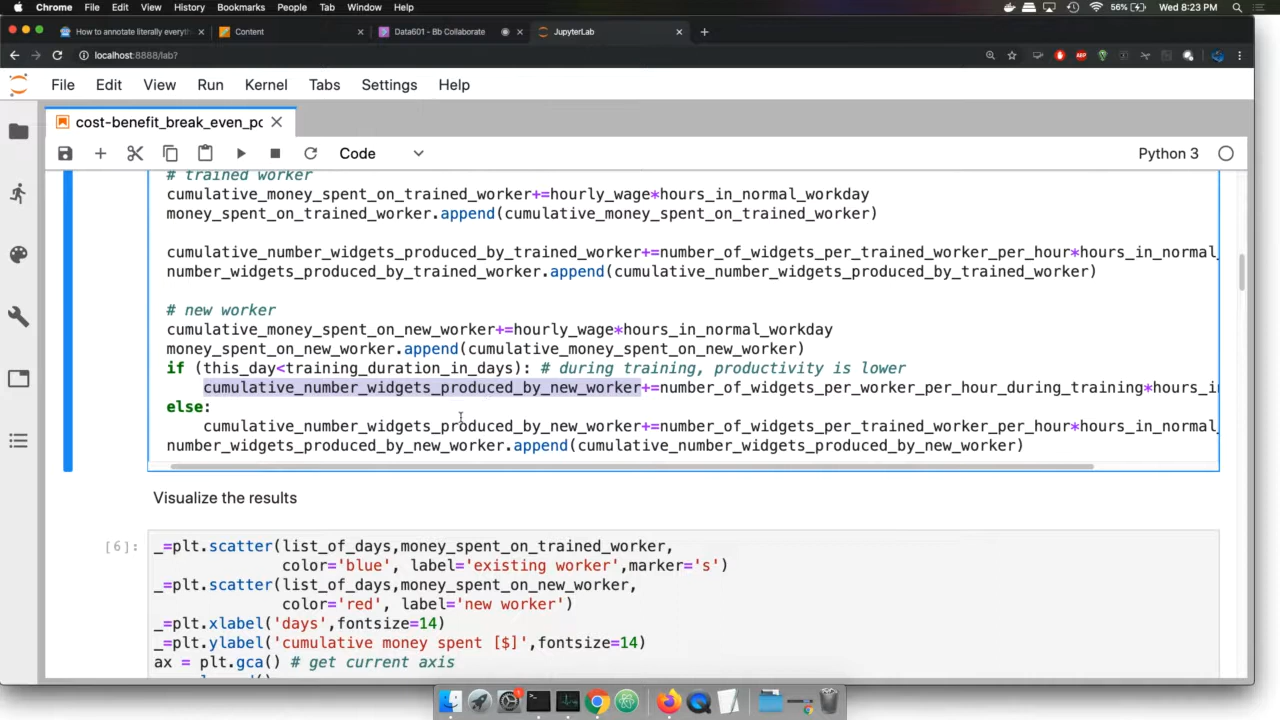 Chrome File Edit View History Bookmarks People Tab Window Help 56% Wed 8:23 PM
How to annotate literally everyt Content Data601 - Bb Collaborate JupyterLab
localhost:8888/lab?
File Edit View Run Kernel Tabs Settings Help
cost-benefit_break_even_po
Code Python 3
# trained worker
cumulative_money_spent_on_trained_worker+=hourly_wage*hours_in_normal_workday
money_spent_on_trained_worker.append(cumulative_money_spent_on_trained_worker)
cumulative_number_widgets_produced_by_trained_worker+=number_of_widgets_per_trained_worker_per_hour*hours_in_normal_
number_widgets_produced_by_trained_worker.append(cumulative_number_widgets_produced_by_trained_worker)
# new worker
cumulative_money_spent_on_new_worker+=hourly_wage*hours_in_normal_workday
money_spent_on_new_worker.append(cumulative_money_spent_on_new_worker)
if (this_day<training_duration_in_days): # during training, productivity is lower
cumulative_number_widgets_produced_by_new_worker+=number_of_widgets_per_worker_per_hour_during_training*hours_i
else:
cumulative_number_widgets_produced_by_new_worker+=number_of_widgets_per_trained_worker_per_hour*hours_in_normal_
number_widgets_produced_by_new_worker.append(cumulative_number_widgets_produced_by_new_worker)
Visualize the results
[6]: _=plt.scatter(list_of_days,money_spent_on_trained_worker,
color='blue', label='existing worker',marker='s')
_=plt.scatter(list_of_days,money_spent_on_new_worker,
color='red', label='new worker')
_=plt.xlabel('days',fontsize=14)
_=plt.ylabel('cumulative money spent [$]',fontsize=14)
ax = plt.gca() # get current axis